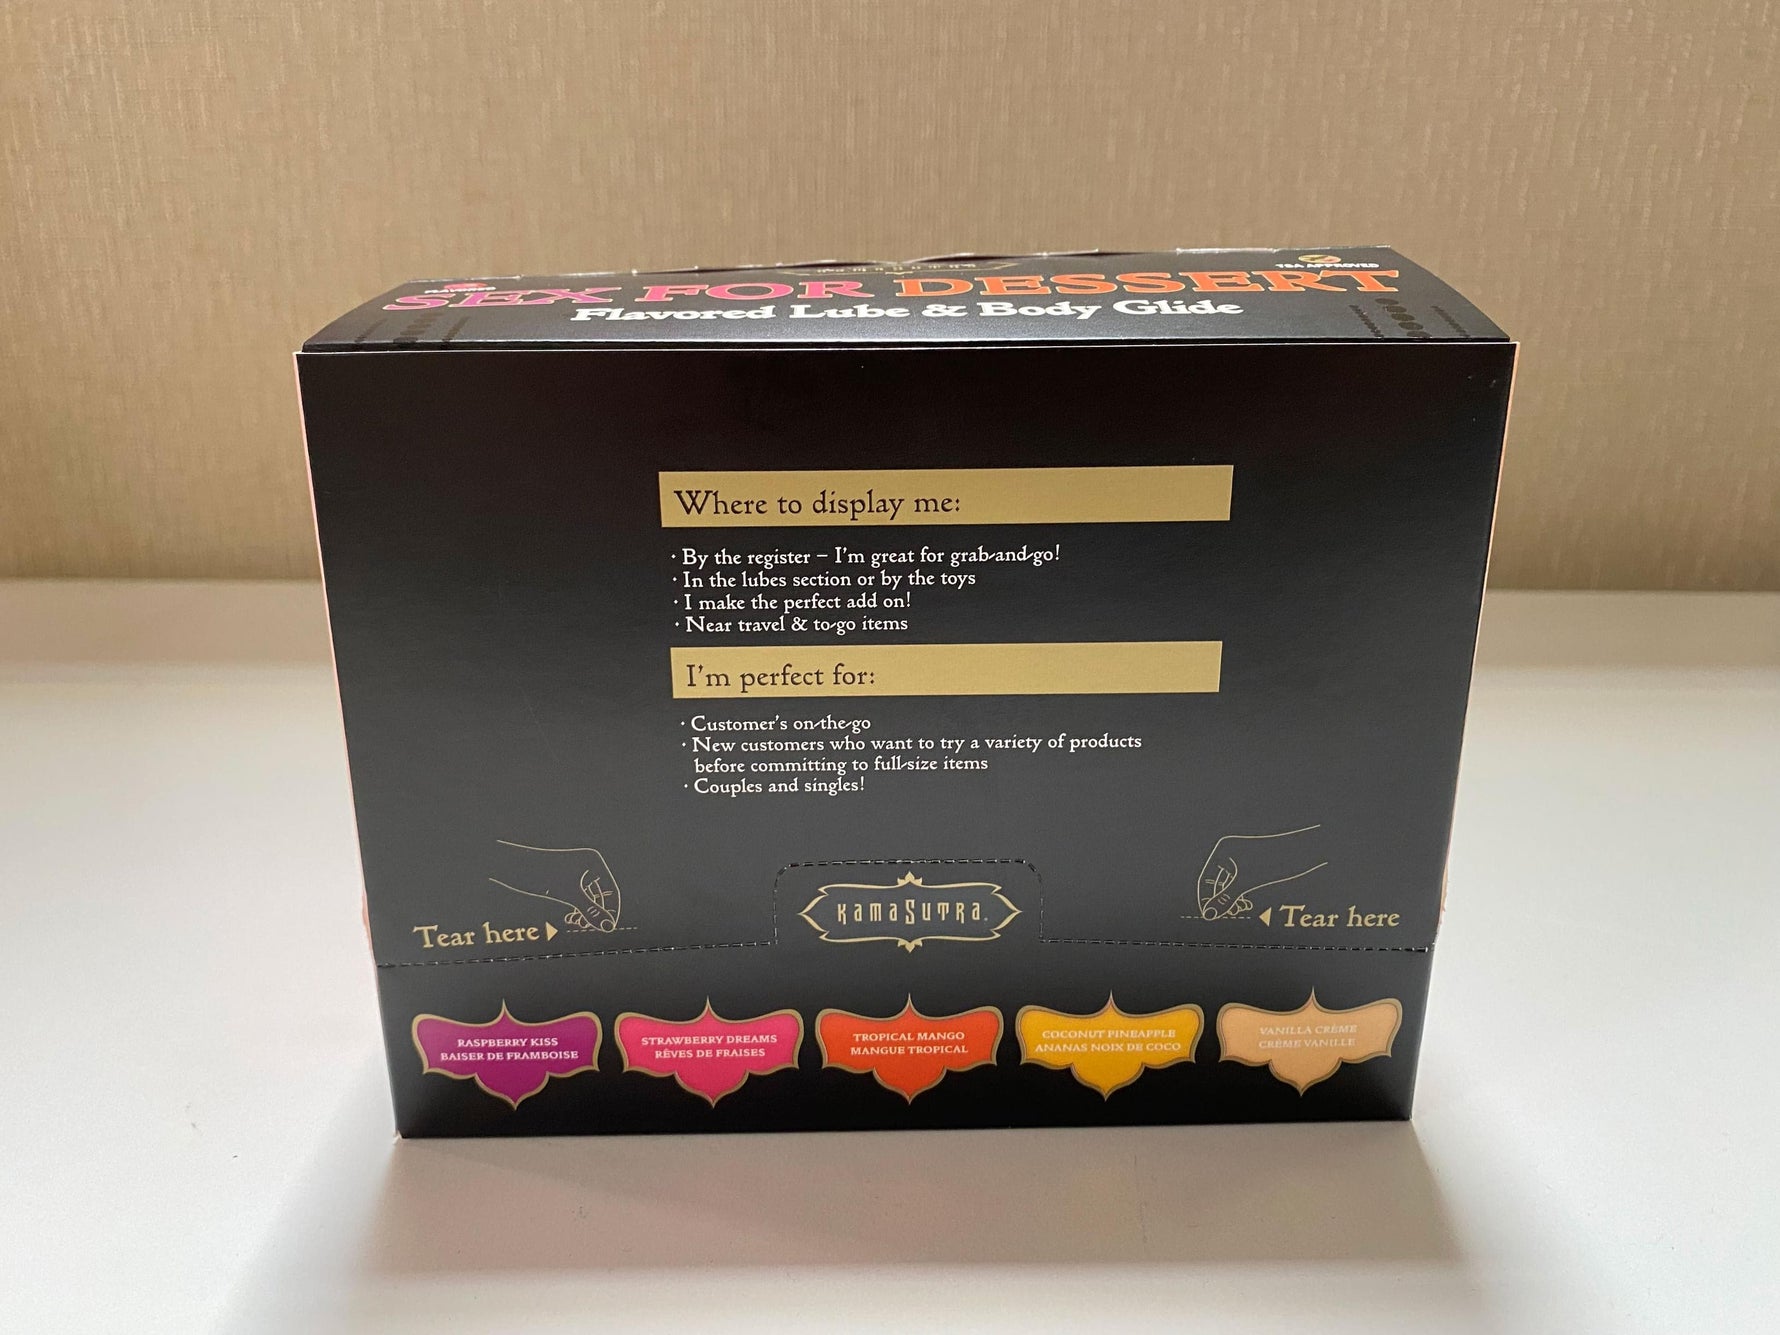 FLAVORED
TSA APPROVED
SEX FOR DESSERT
Flavored Lube & Body Glide
Where to display me:
· By the register – I'm great for grab-and-go!
· In the lubes section or by the toys
· I make the perfect add on!
· Near travel & to-go items
I'm perfect for:
· Customer's on-the-go
· New customers who want to try a variety of products
before committing to full-size items
· Couples and singles!
Tear here
KamaSutra.
Tear here
RASPBERRY KISS
BAISER DE FRAMBOISE
STRAWBERRY DREAMS
RÊVES DE FRAISES
TROPICAL MANGO
MANGUE TROPICAL
COCONUT PINEAPPLE
ANANAS NOIX DE COCO
VANILLA CRÈME
CRÈME VANILLE